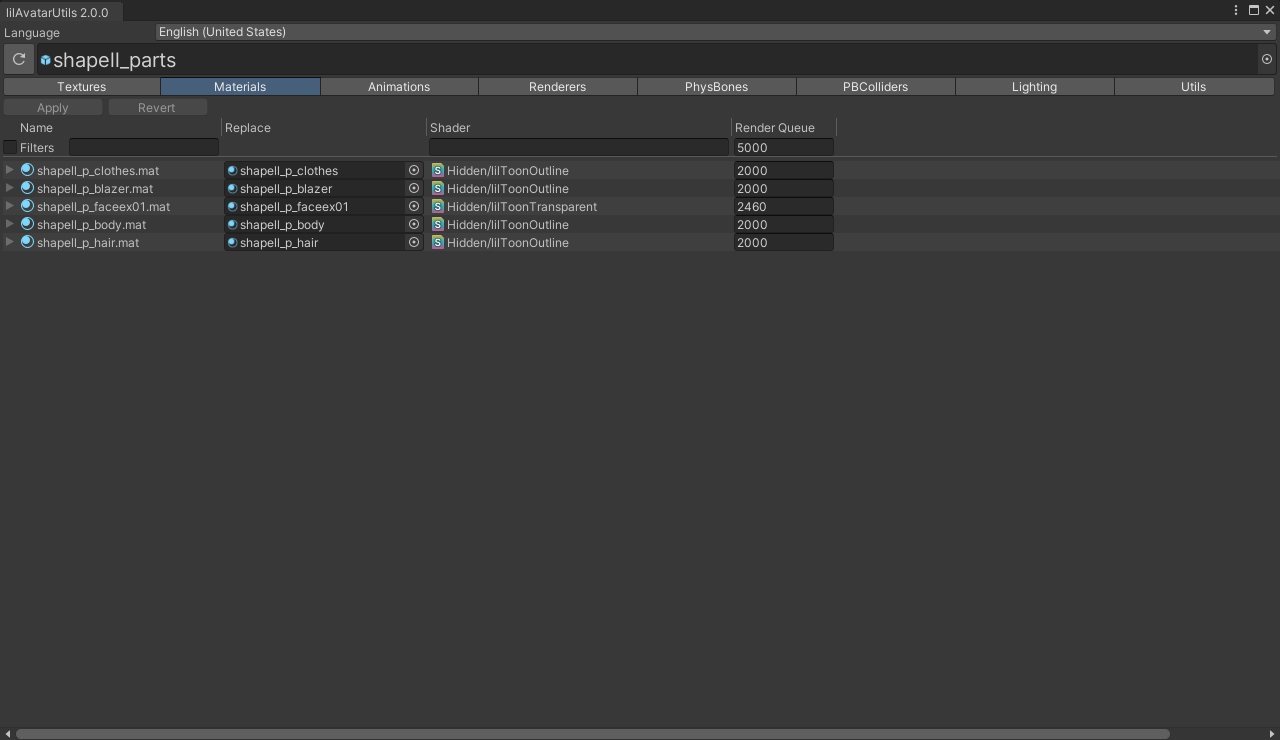 lilAvatarUtils 2.0.0
Language English (United States)
shapell_parts
Textures Materials Animations Renderers PhysBones PBColliders Lighting Utils
Apply Revert
Name Replace Shader Render Queue
Filters 5000
shapell_p_clothes.mat shapell_p_clothes Hidden/lilToonOutline 2000
shapell_p_blazer.mat shapell_p_blazer Hidden/lilToonOutline 2000
shapell_p_faceex01.mat shapell_p_faceex01 Hidden/lilToonTransparent 2460
shapell_p_body.mat shapell_p_body Hidden/lilToonOutline 2000
shapell_p_hair.mat shapell_p_hair Hidden/lilToonOutline 2000